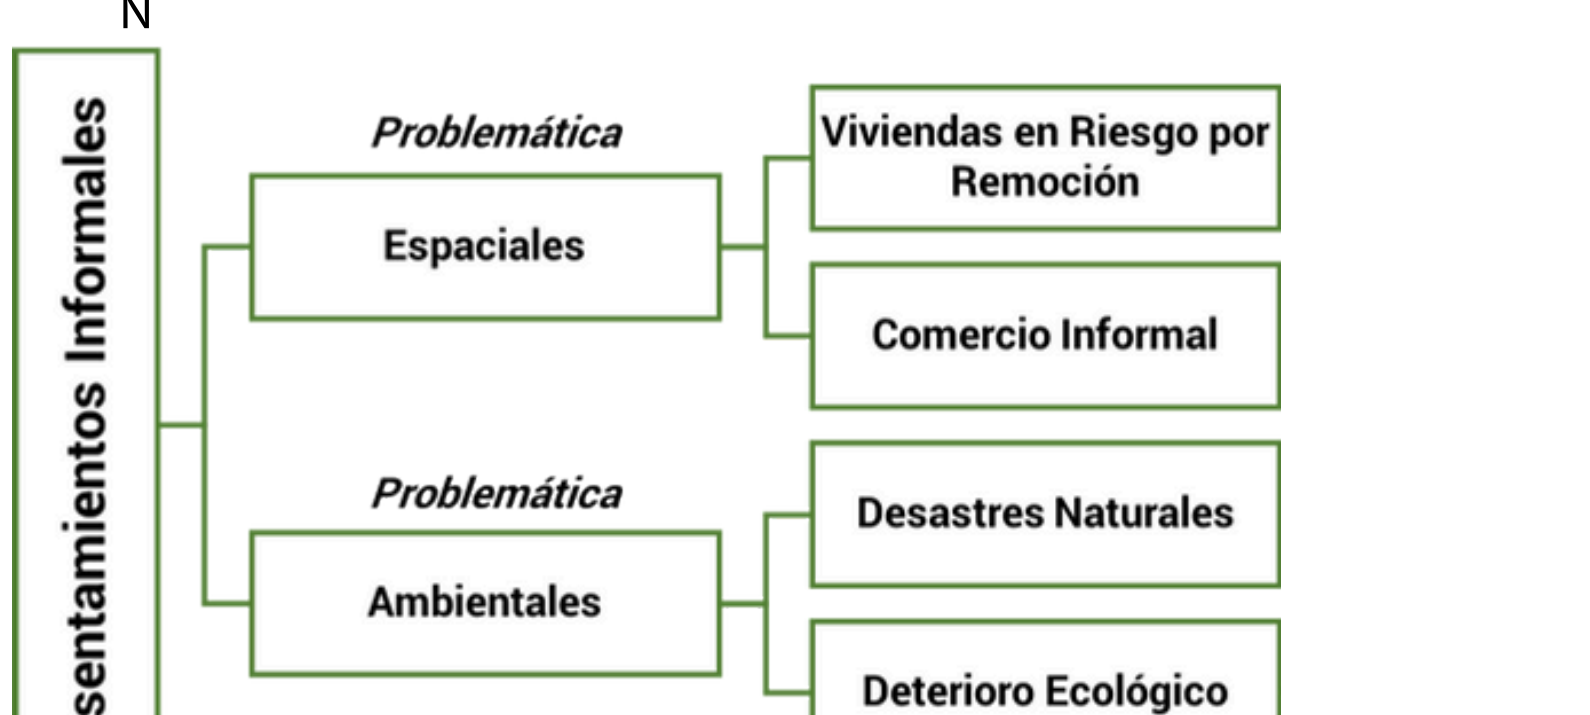 N
sentamientos Informales
Problemática
Espaciales
Viviendas en Riesgo por
Remoción
Comercio Informal
Problemática
Ambientales
Desastres Naturales
Deterioro Ecológico